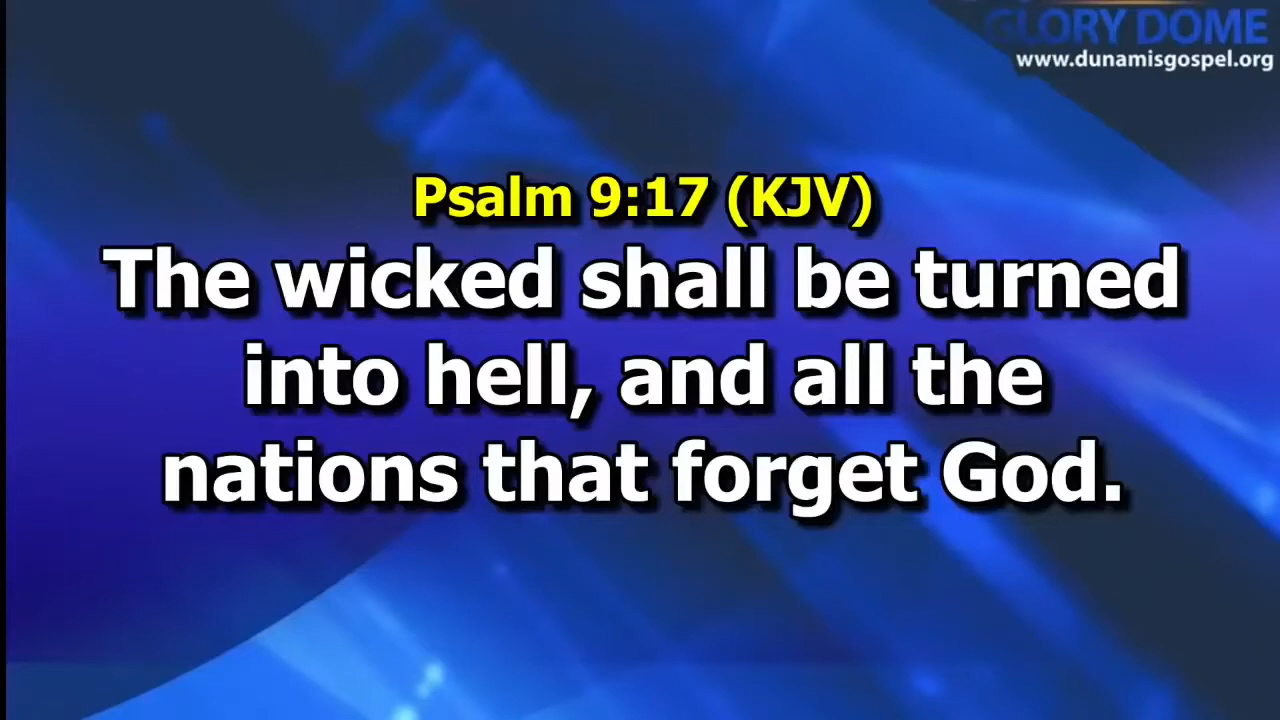 GLORY DOME
www.dunamisgospel.org
Psalm 9:17 (KJV)
The wicked shall be turned
into hell, and all the
nations that forget God.